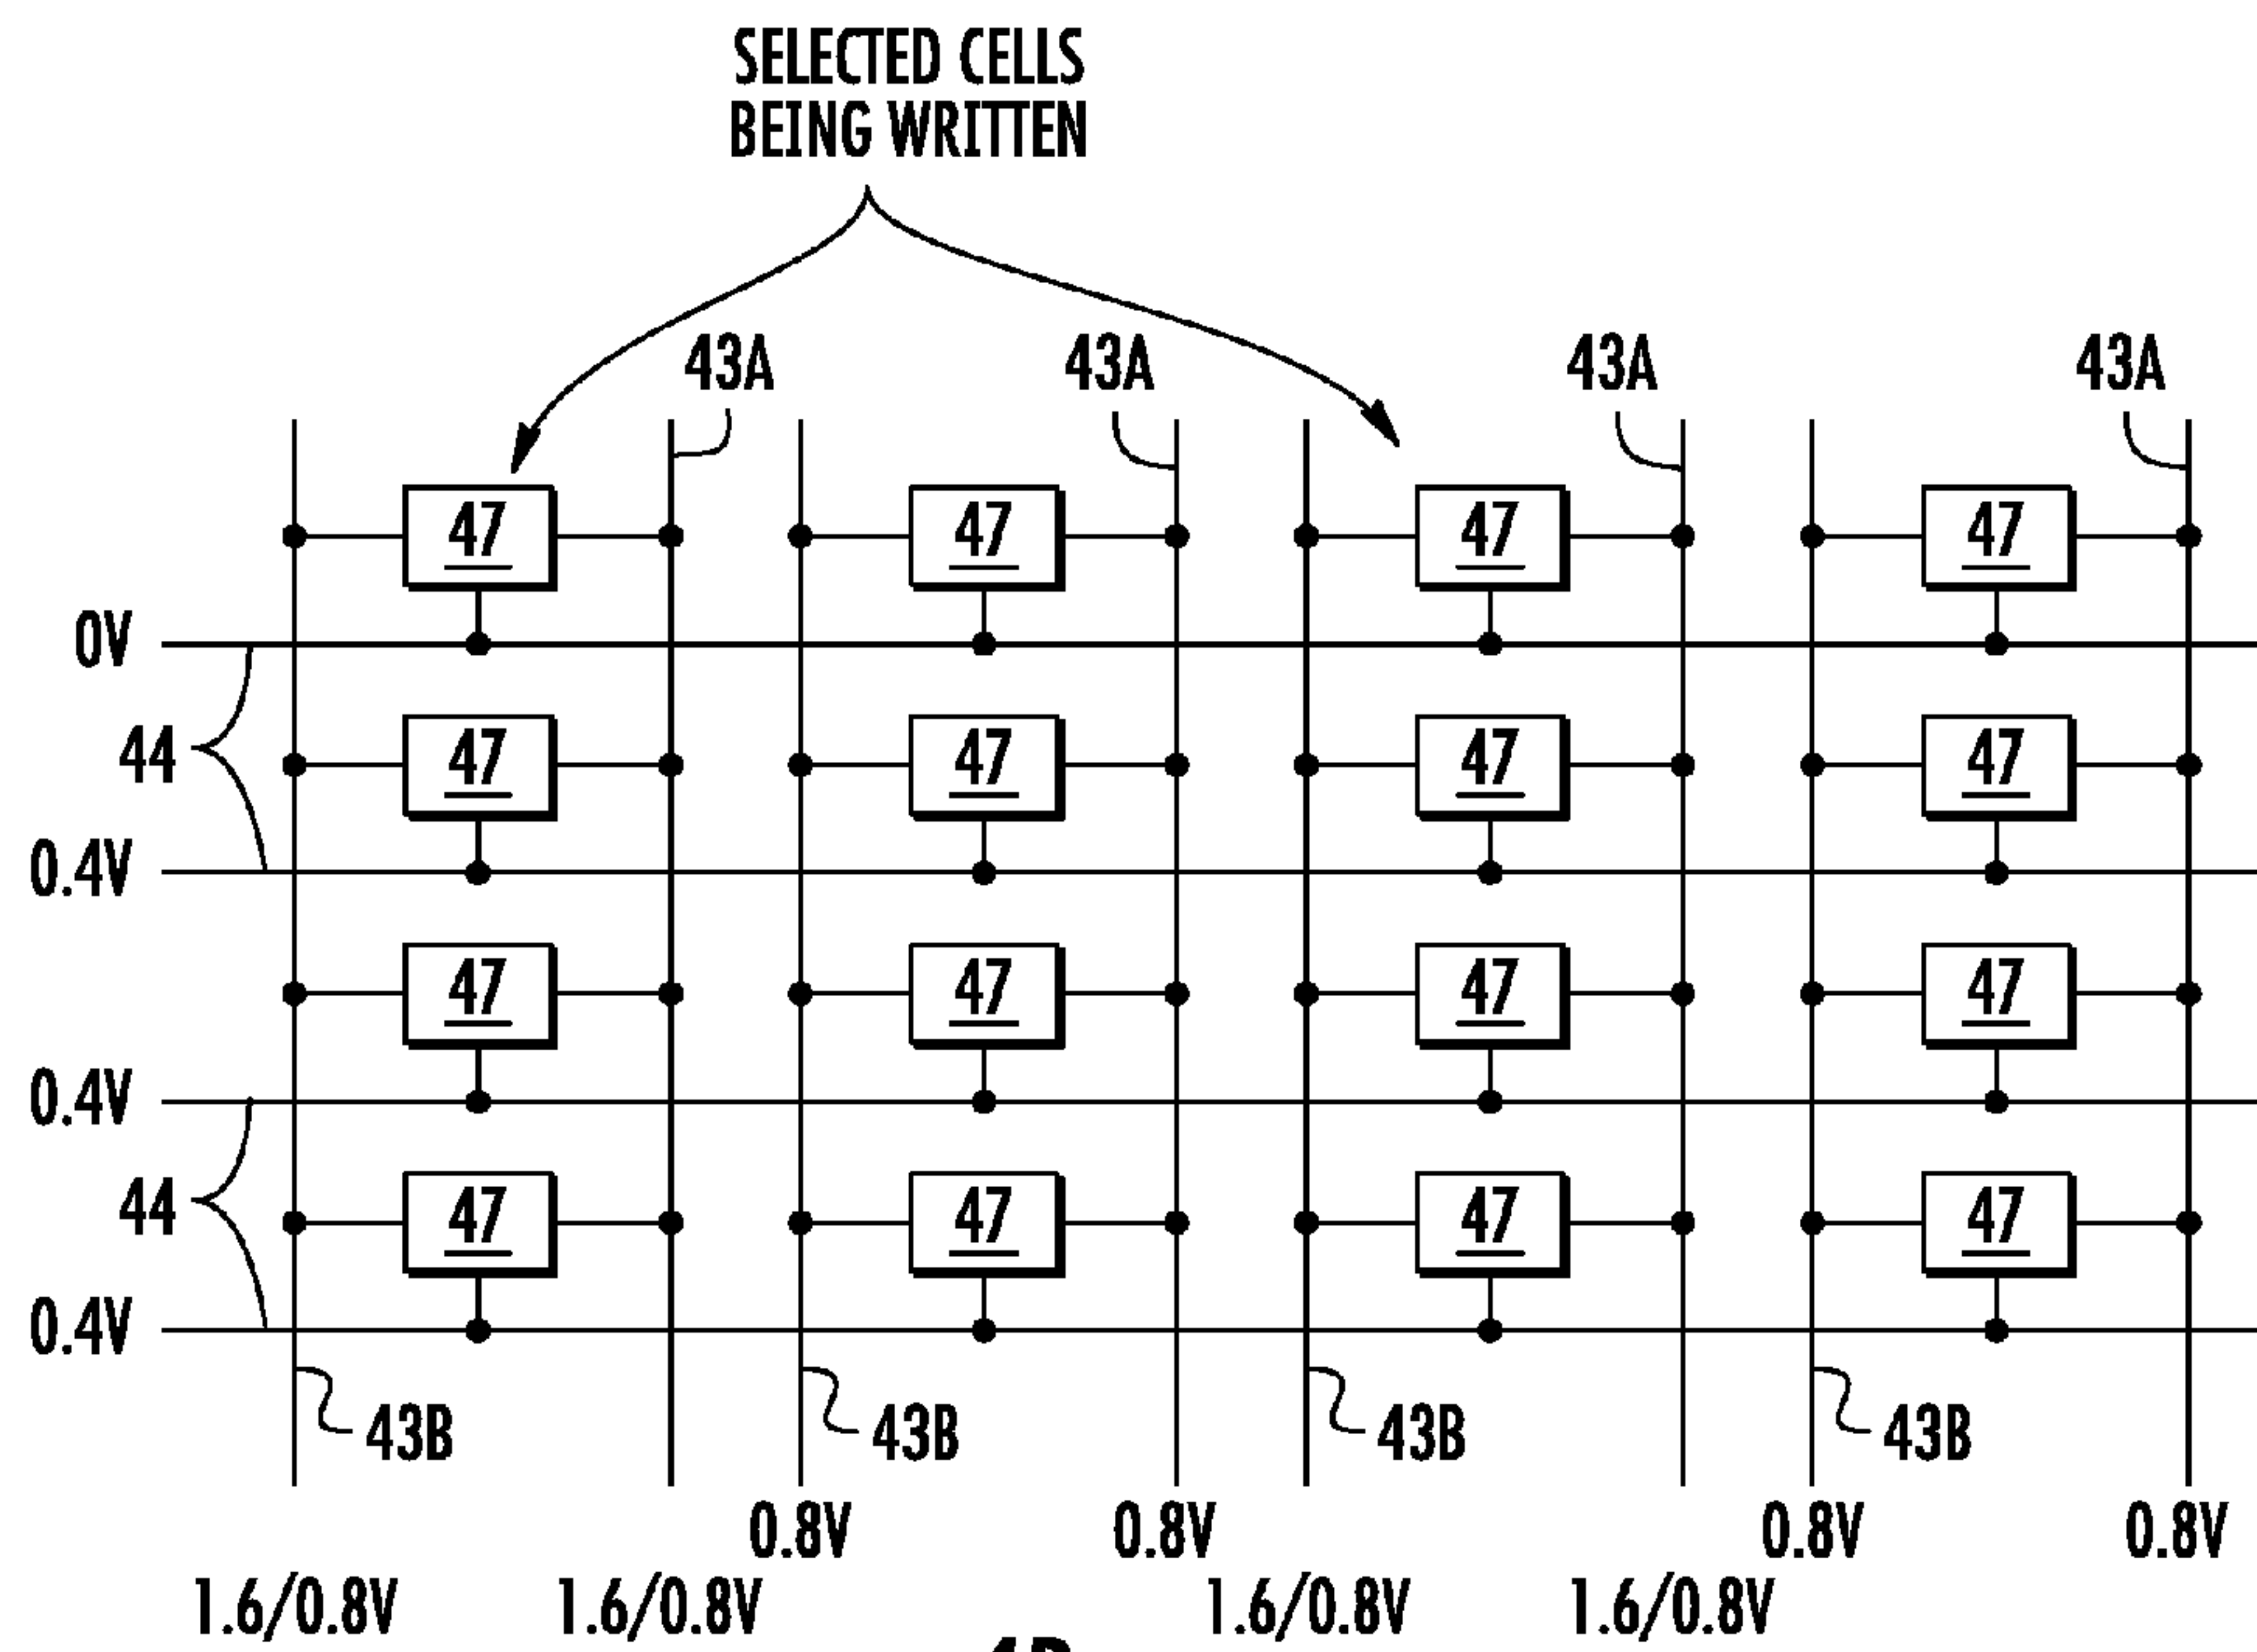 SELECTED CELLS
BEING WRITTEN
43A 43A 43A 43A
47 47 47 47
0V
47 47 47 47
44
0.4V
47 47 47 47
0.4V
47 47 47 47
44
0.4V
43B 43B 43B 43B
0.8V 0.8V 0.8V 0.8V
1.6/0.8V 1.6/0.8V 1.6/0.8V 1.6/0.8V